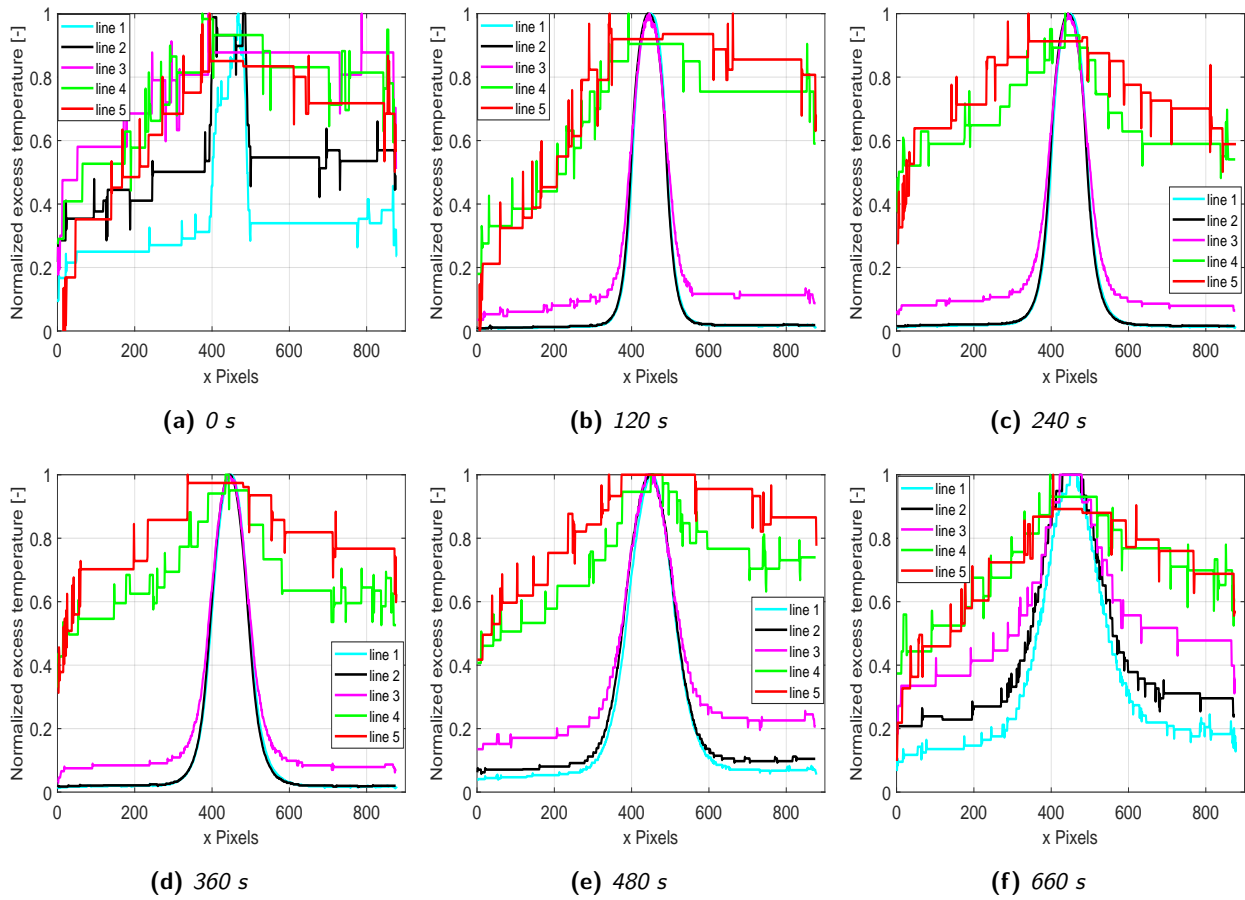 Normalized excess temperature [-]
1
0.8
0.6
0.4
0.2
0
line 1
line 2
line 3
line 4
line 5
0 200 400 600 800
x Pixels
(a) 0 s
Normalized excess temperature [-]
1
0.8
0.6
0.4
0.2
0
line 1
line 2
line 3
line 4
line 5
0 200 400 600 800
x Pixels
(b) 120 s
Normalized excess temperature [-]
1
0.8
0.6
0.4
0.2
0
line 1
line 2
line 3
line 4
line 5
0 200 400 600 800
x Pixels
(c) 240 s
Normalized excess temperature [-]
1
0.8
0.6
0.4
0.2
0
line 1
line 2
line 3
line 4
line 5
0 200 400 600 800
x Pixels
(d) 360 s
Normalized excess temperature [-]
1
0.8
0.6
0.4
0.2
0
line 1
line 2
line 3
line 4
line 5
0 200 400 600 800
x Pixels
(e) 480 s
Normalized excess temperature [-]
1
0.8
0.6
0.4
0.2
0
line 1
line 2
line 3
line 4
line 5
0 200 400 600 800
x Pixels
(f) 660 s